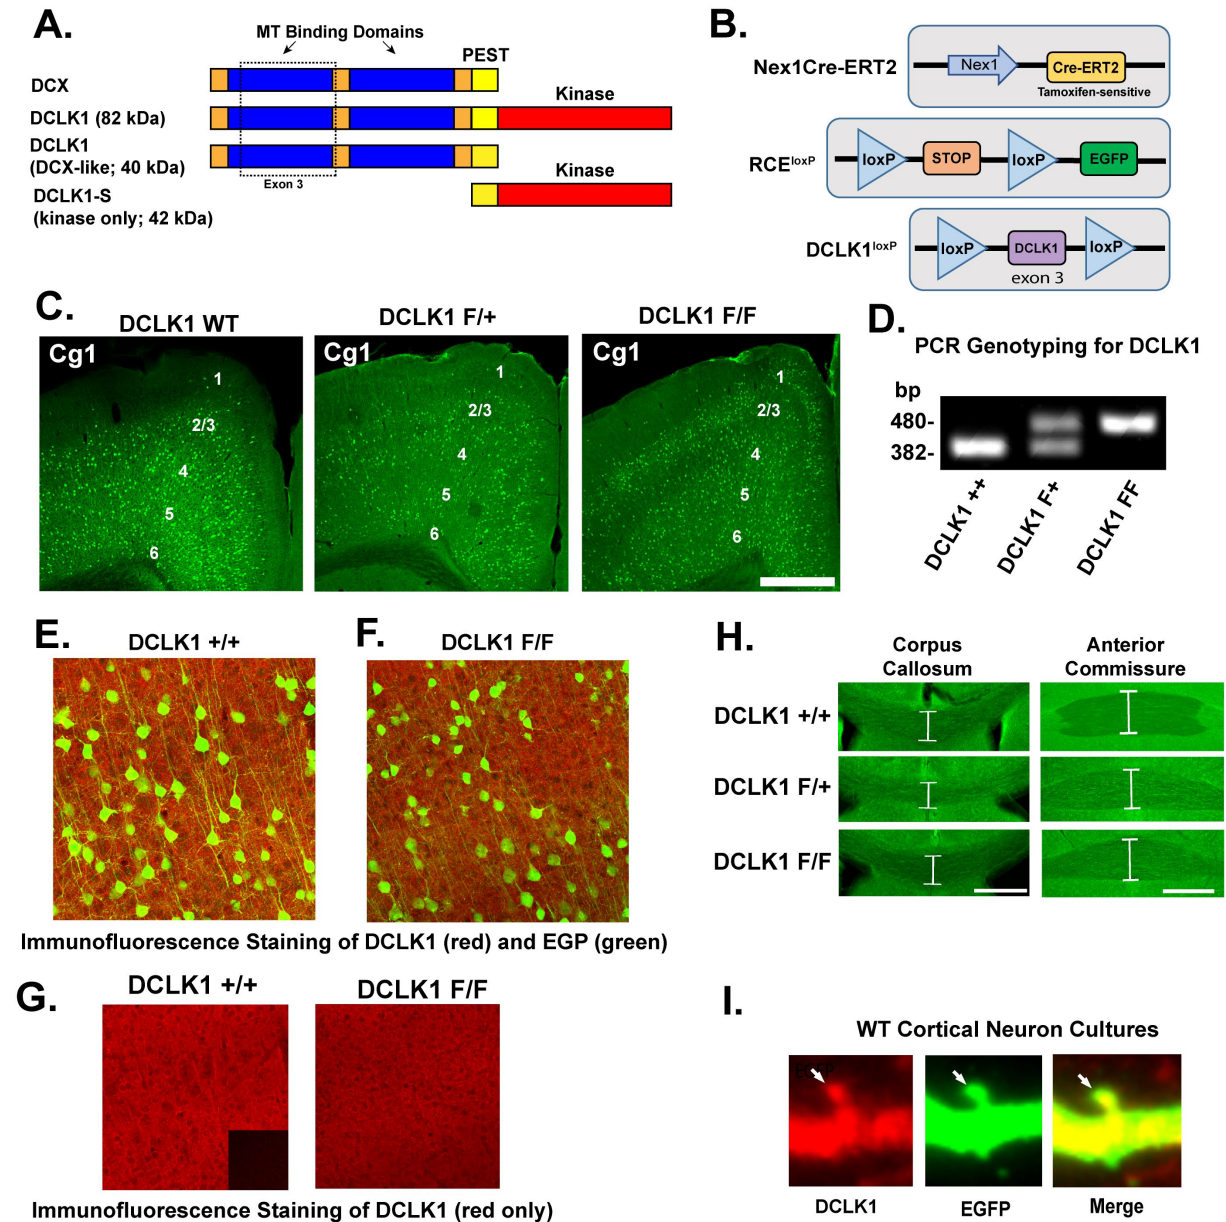 A.
MT Binding Domains
PEST
DCX
Kinase
DCLK1 (82 kDa)
DCLK1
(DCX-like; 40 kDa)
Exon 3
Kinase
DCLK1-S
(kinase only; 42 kDa)
B.
Nex1Cre-ERT2
Nex1
Cre-ERT2
Tamoxifen-sensitive
RCEloxP
loxP
STOP
loxP
EGFP
DCLK1loxP
loxP
DCLK1
loxP
exon 3
C.
DCLK1 WT
DCLK1 F/+
DCLK1 F/F
Cg1
1
2/3
4
5
6
Cg1
1
2/3
4
5
6
Cg1
1
2/3
4
5
6
D.
PCR Genotyping for DCLK1
bp
480-
382-
DCLK1 ++
DCLK1 F+
DCLK1 FF
E.
DCLK1 +/+
F.
DCLK1 F/F
Immunofluorescence Staining of DCLK1 (red) and EGP (green)
G.
DCLK1 +/+
DCLK1 F/F
Immunofluorescence Staining of DCLK1 (red only)
H.
Corpus
Callosum
Anterior
Commissure
DCLK1 +/+
DCLK1 F/+
DCLK1 F/F
I.
WT Cortical Neuron Cultures
DCLK1
EGFP
Merge